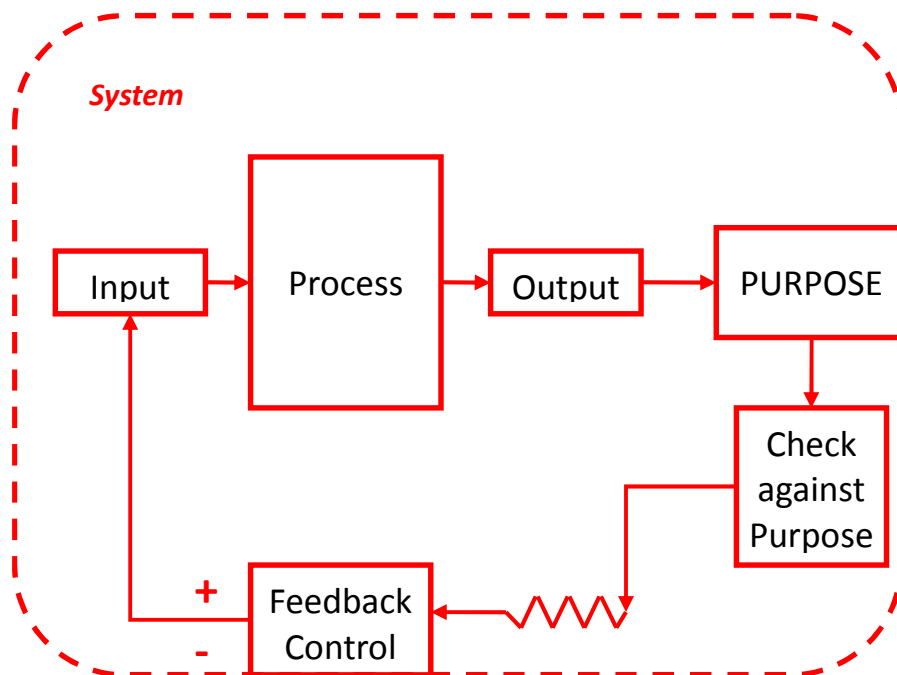 System
Input
Process
Output
PURPOSE
Check
against
Purpose
+
-
Feedback
Control